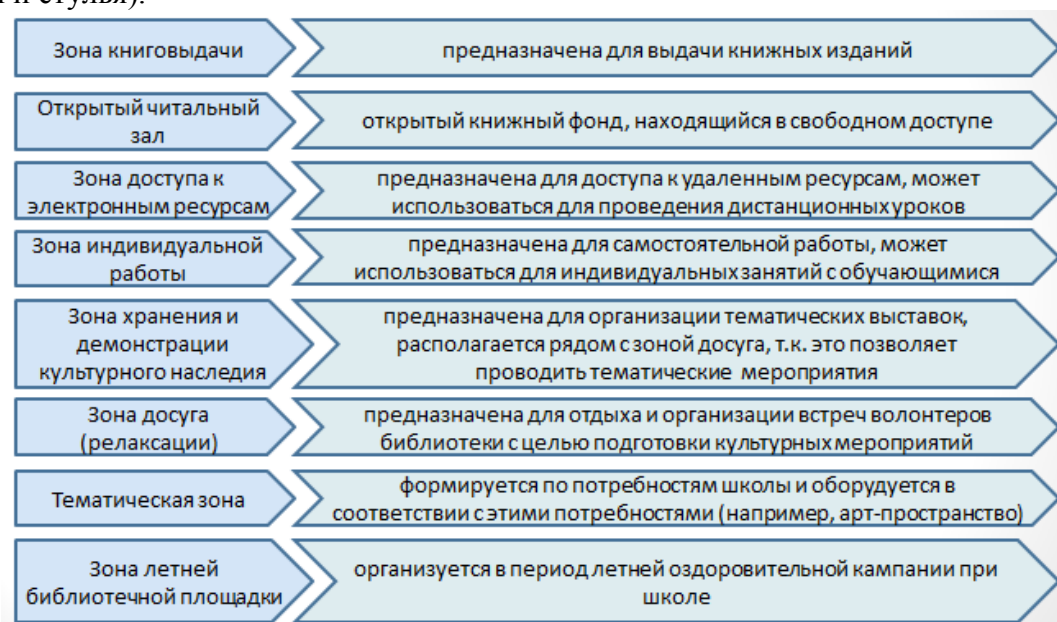 и стулья).
Зона книговыдачи
предназначена для выдачи книжных изданий
Открытый читальный
зал
открытый книжный фонд, находящийся в свободном доступе
Зона доступа к
электронным ресурсам
предназначена для доступа к удаленным ресурсам, может
использоваться для проведения дистанционных уроков
Зона индивидуальной
работы
предназначена для самостоятельной работы, может
использоваться для индивидуальных занятий с обучающимися
Зона хранения и
демонстрации
культурного наследия
предназначена для организации тематических выставок,
располагается рядом с зоной досуга, т.к. это позволяет
проводить тематические мероприятия
Зона досуга
(релаксации)
предназначена для отдыха и организации встреч волонтеров
библиотеки с целью подготовки культурных мероприятий
Тематическая зона
формируется по потребностям школы и оборудуется в
соответствии с этими потребностями (например, арт-пространство)
Зона летней
библиотечной площадки
организуется в период летней оздоровительной кампании при
школе